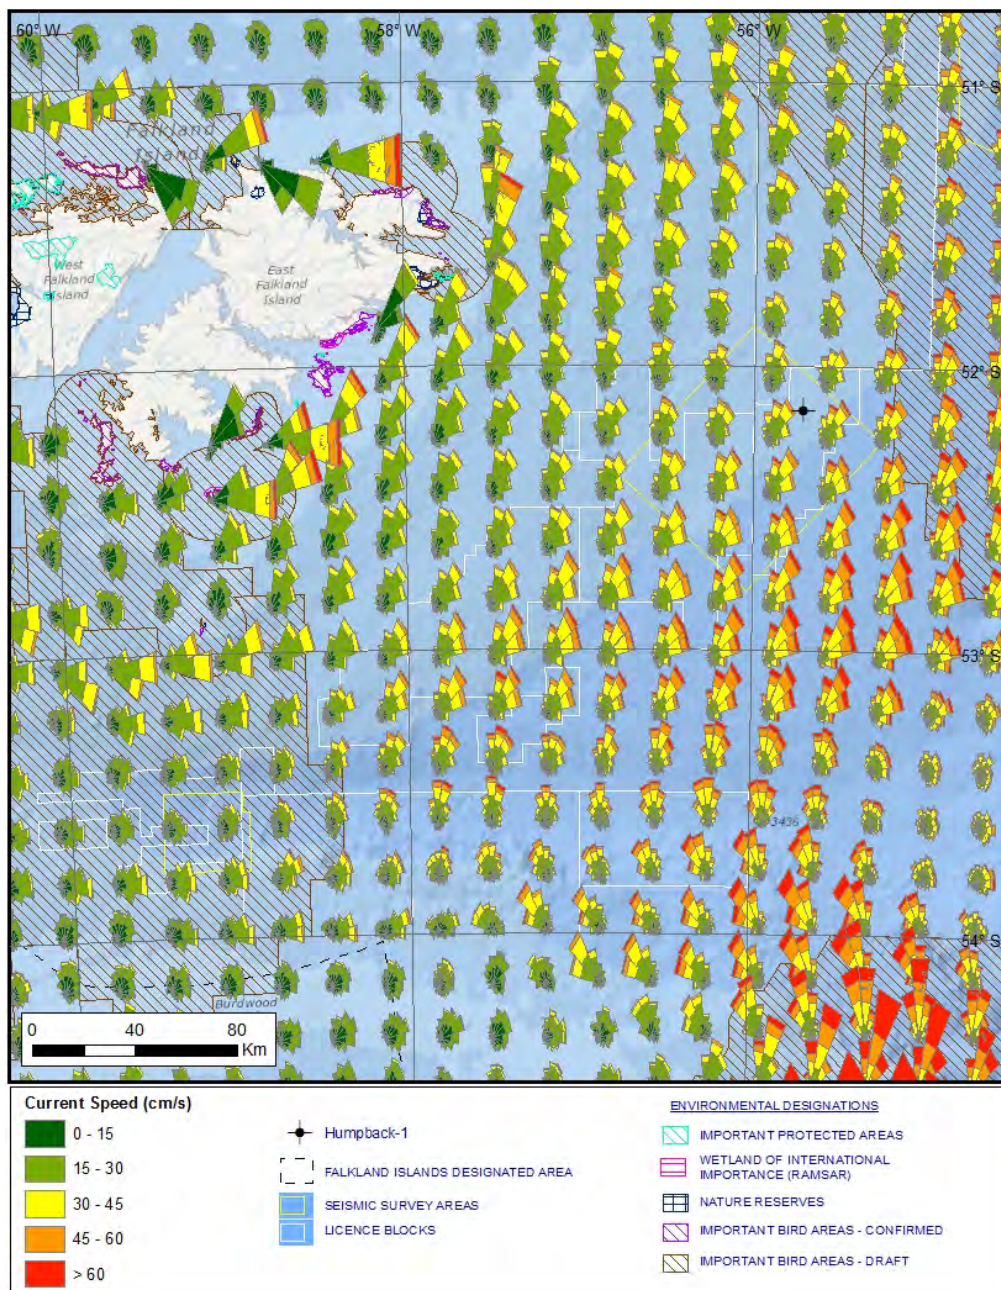 60° W
58° W
56° W
51° S
Falkland
Islands
West
Falkland
Island
East
Falkland
Island
52° S
53° S
3436
54° S
Burdwood
0 40 80
Km
Current Speed (cm/s)
0 - 15
15 - 30
30 - 45
45 - 60
> 60
Humpback-1
FALKLAND ISLANDS DESIGNATED AREA
SEISMIC SURVEY AREAS
LICENCE BLOCKS
ENVIRONMENTAL DESIGNATIONS
IMPORTANT PROTECTED AREAS
WETLAND OF INTERNATIONAL
IMPORTANCE (RAMSAR)
NATURE RESERVES
IMPORTANT BIRD AREAS - CONFIRMED
IMPORTANT BIRD AREAS - DRAFT